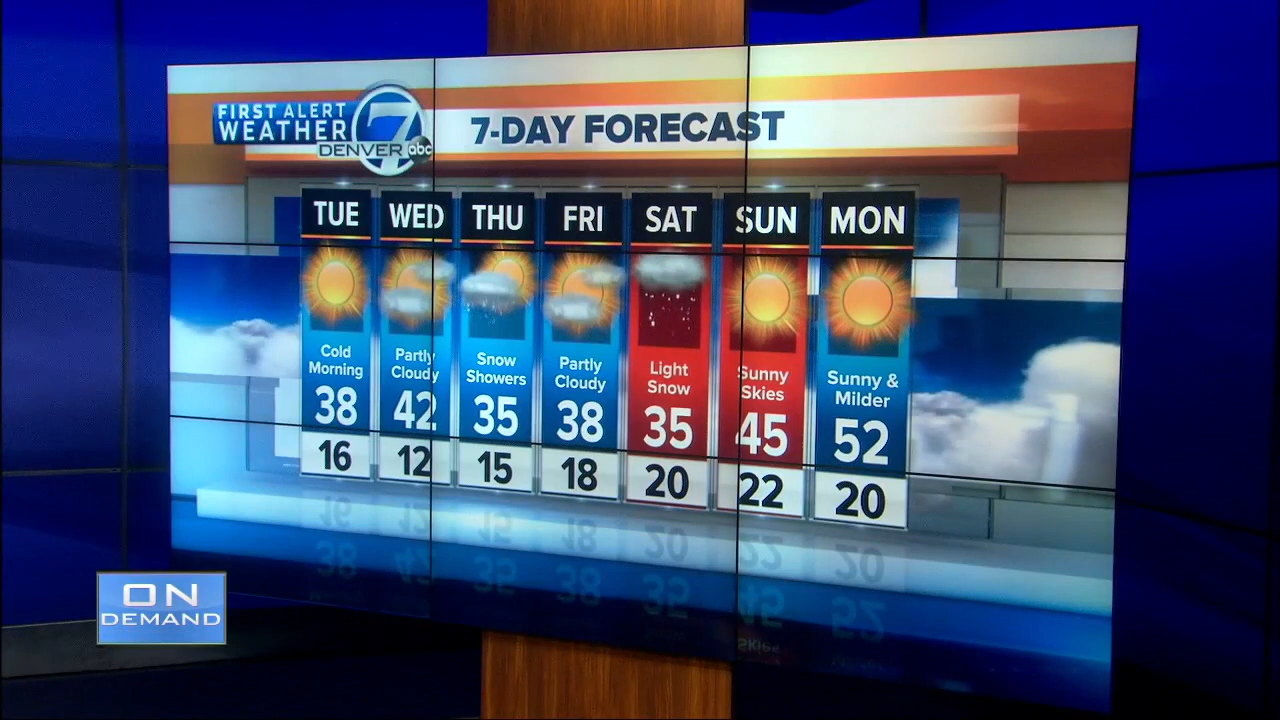 FIRST ALERT
WEATHER 7
DENVER abc
7-DAY FORECAST
TUE WED THU FRI SAT SUN MON
Cold Morning
38
16
Partly Cloudy
42
12
Snow Showers
35
15
Partly Cloudy
38
18
Light Snow
35
20
Sunny Skies
45
22
Sunny & Milder
52
20
ON
DEMAND